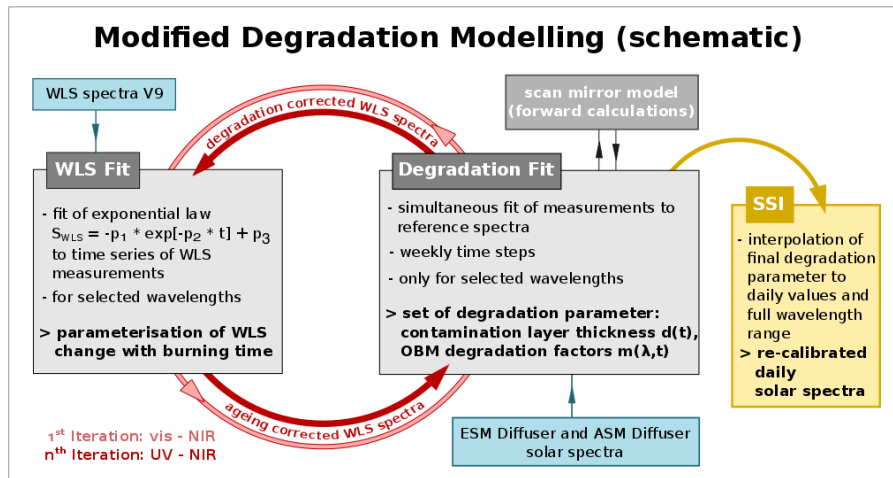 Modified Degradation Modelling (schematic)
WLS spectra V9
degradation corrected WLS spectra
scan mirror model
(forward calculations)
WLS Fit
- fit of exponential law
S_WLS = -p₁ * exp[-p₂ * t] + p₃
to time series of WLS
measurements
- for selected wavelengths
> parameterisation of WLS
change with burning time
Degradation Fit
- simultaneous fit of measurements to
reference spectra
- weekly time steps
- only for selected wavelengths
> set of degradation parameter:
contamination layer thickness d(t),
OBM degradation factors m(λ,t)
SSI
- interpolation of
final degradation
parameter to
daily values and
full wavelength
range
> re-calibrated
daily
solar spectra
ageing corrected WLS spectra
ESM Diffuser and ASM Diffuser
solar spectra
1st Iteration: vis - NIR
nth Iteration: UV - NIR